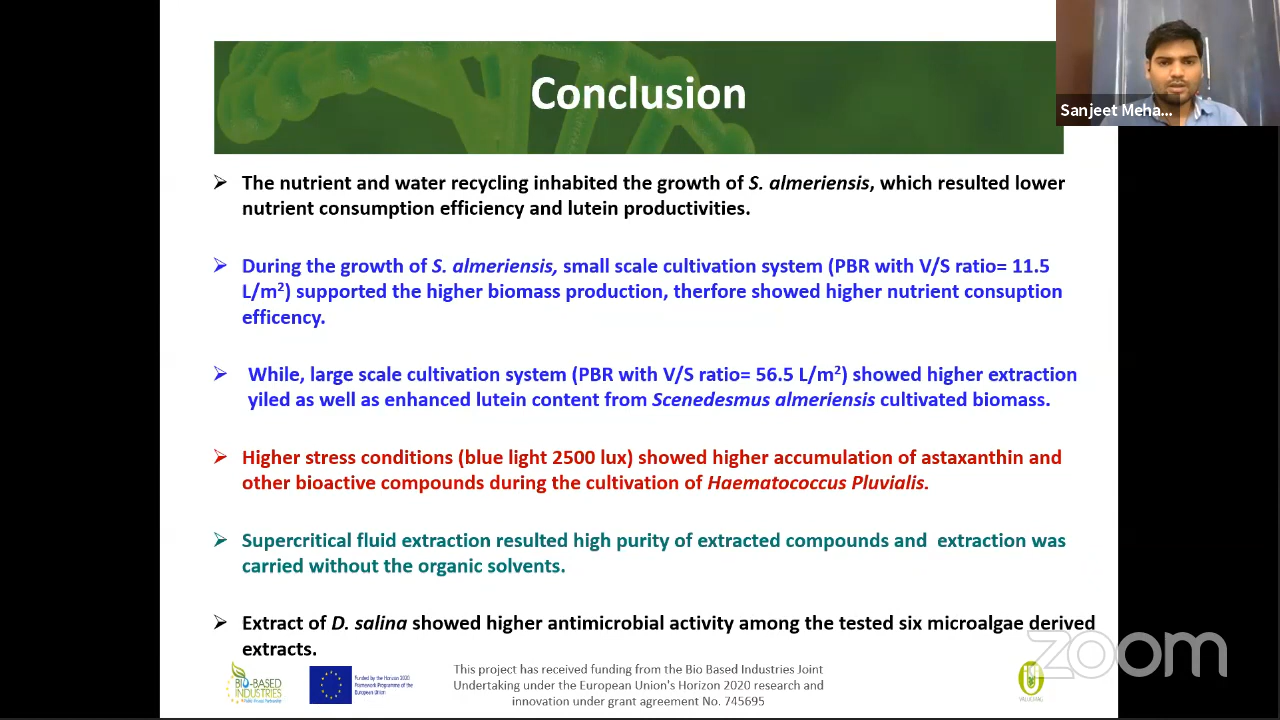 Conclusion
Sanjeet Meha...
➢ The nutrient and water recycling inhabited the growth of S. almeriensis, which resulted lower
nutrient consumption efficiency and lutein productivities.
➢ During the growth of S. almeriensis, small scale cultivation system (PBR with V/S ratio= 11.5
L/m²) supported the higher biomass production, therfore showed higher nutrient consuption
efficency.
➢ While, large scale cultivation system (PBR with V/S ratio= 56.5 L/m²) showed higher extraction
yiled as well as enhanced lutein content from Scenedesmus almeriensis cultivated biomass.
➢ Higher stress conditions (blue light 2500 lux) showed higher accumulation of astaxanthin and
other bioactive compounds during the cultivation of Haematococcus Pluvialis.
➢ Supercritical fluid extraction resulted high purity of extracted compounds and extraction was
carried without the organic solvents.
➢ Extract of D. salina showed higher antimicrobial activity among the tested six microalgae derived
extracts.
BIO-BASED
INDUSTRIES
Public-Private Partnership
Funded by the Horizon 2020
Framework Programme of the
European Union
This project has received funding from the Bio Based Industries Joint
Undertaking under the European Union's Horizon 2020 research and
innovation under grant agreement No. 745695
VALUEMAG
zoom